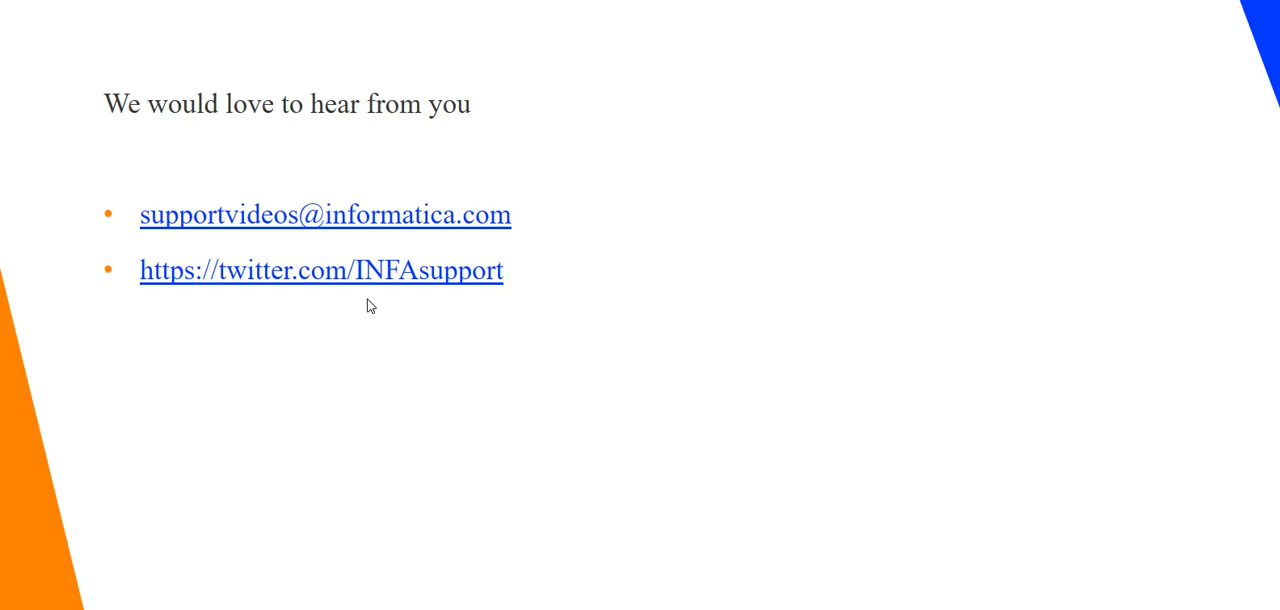 We would love to hear from you
• supportvideos@informatica.com
• https://twitter.com/INFAsupport